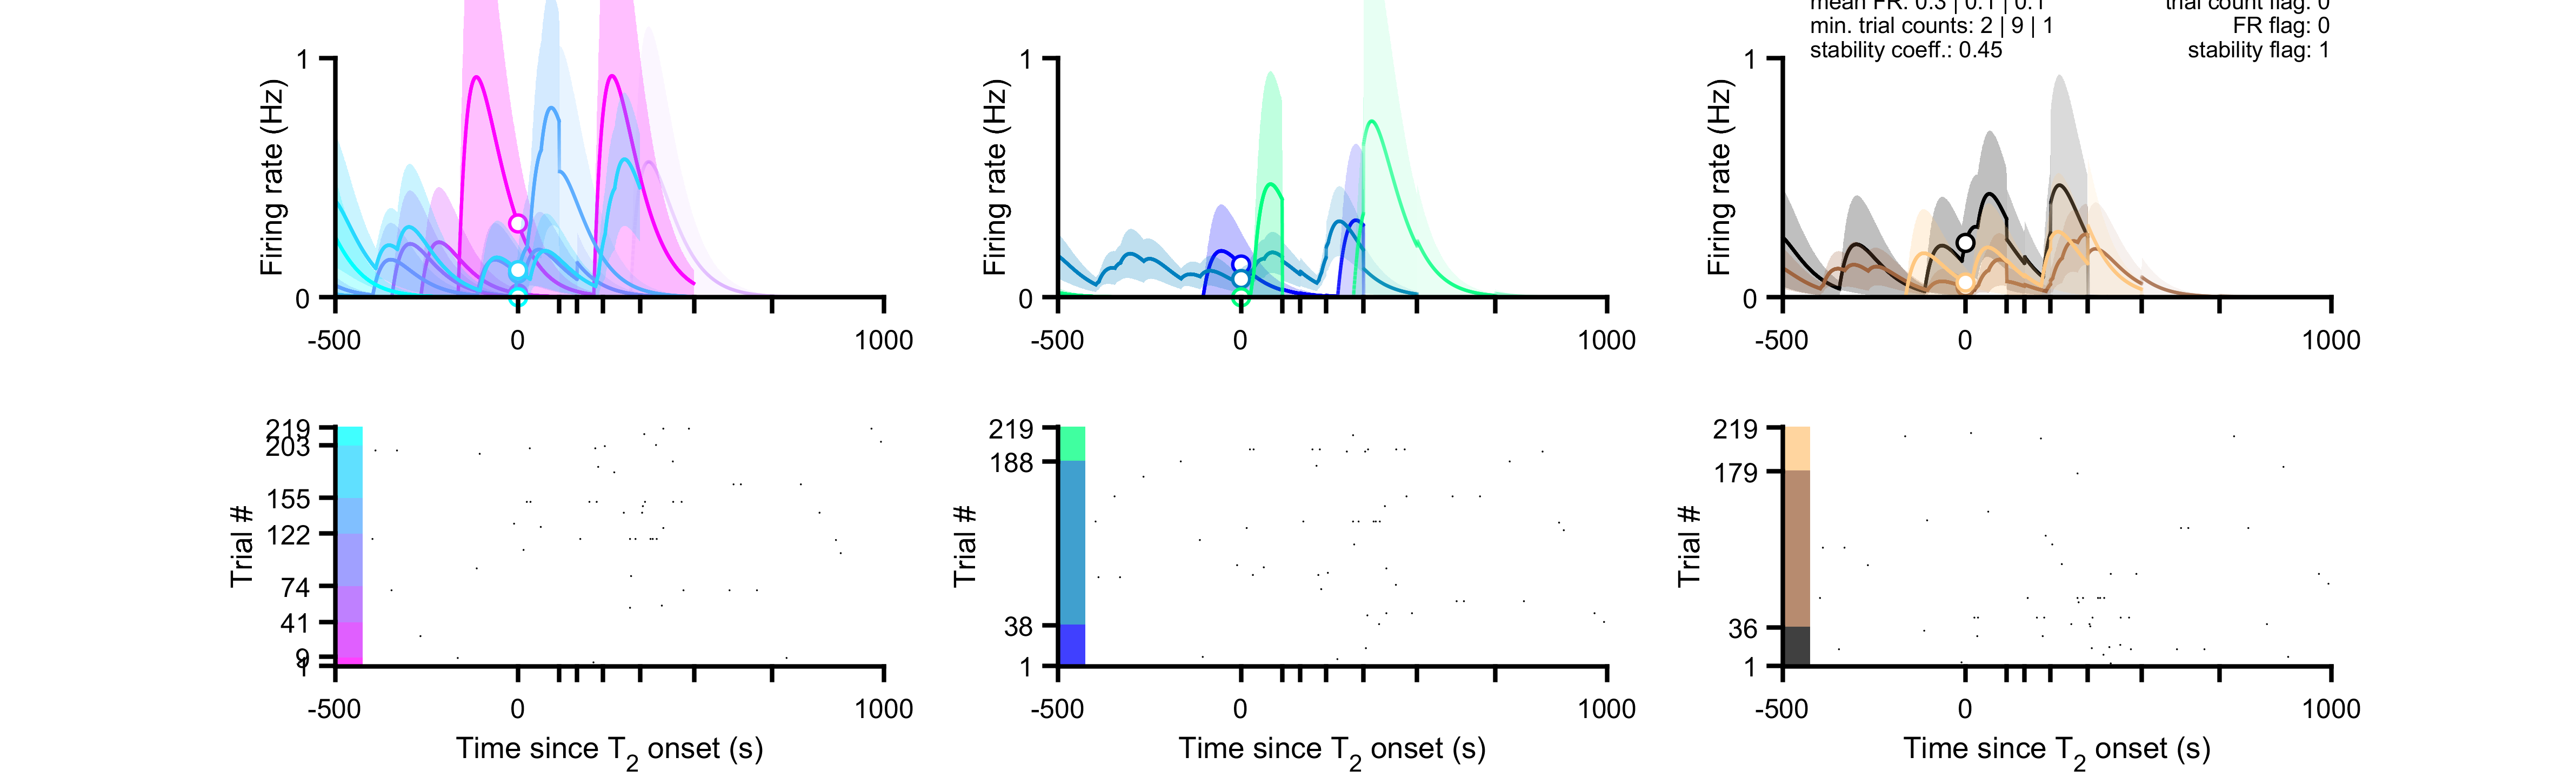 mean FR: 0.3 | 0.1 | 0.1
trial count flag: 0
min. trial counts: 2 | 9 | 1
FR flag: 0
stability coeff.: 0.45
stability flag: 1
1
Firing rate (Hz)
0
-500
0
1000
1
Firing rate (Hz)
0
-500
0
1000
1
Firing rate (Hz)
0
-500
0
1000
219
203
155
122
74
41
9
1
Trial #
-500
0
1000
Time since T2 onset (s)
219
188
38
1
Trial #
-500
0
1000
Time since T2 onset (s)
219
179
36
1
Trial #
-500
0
1000
Time since T2 onset (s)